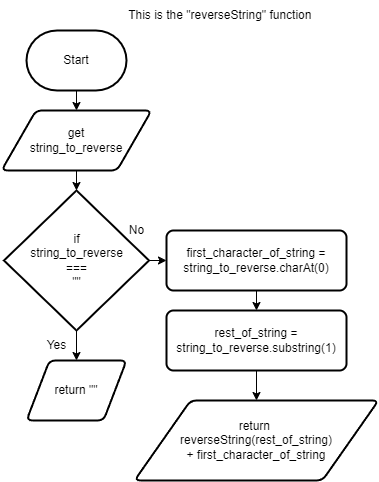 This is the "reverseString" function
Start
get
string_to_reverse
if
string_to_reverse
===
""
No
first_character_of_string =
string_to_reverse.charAt(0)
rest_of_string =
string_to_reverse.substring(1)
Yes
return ""
return
reverseString(rest_of_string)
+ first_character_of_string